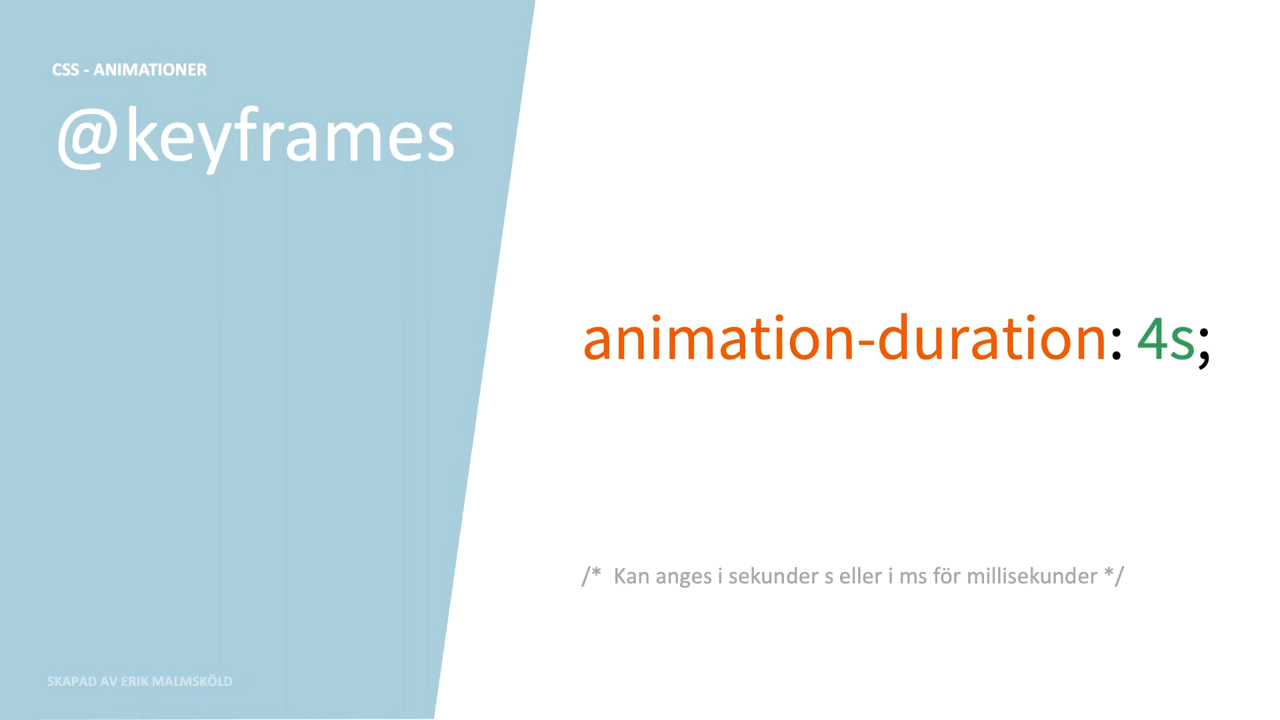 CSS - ANIMATIONER
@keyframes
animation-duration: 4s;
/*  Kan anges i sekunder s eller i ms för millisekunder */
SKAPAD AV ERIK MALMSKÖLD